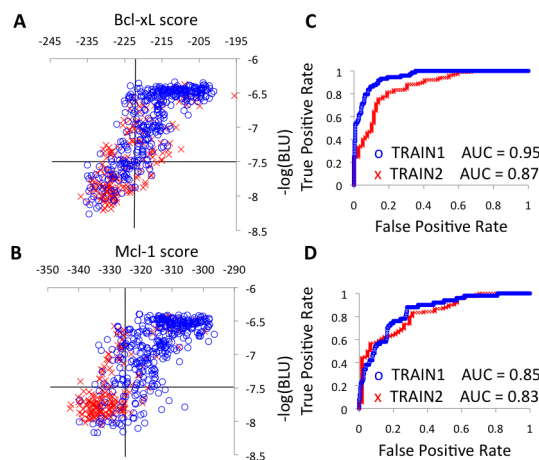 A
Bcl-xL score
-245 -235 -225 -215 -205 -195
-6
-6.5
-7
-7.5
-8
-8.5
-log(BLU)
B
Mcl-1 score
-350 -340 -330 -320 -310 -300 -290
-6
-6.5
-7
-7.5
-8
-8.5
-log(BLU)
C
True Positive Rate
1
0.8
0.6
0.4
0.2
0
TRAIN1 AUC = 0.95
TRAIN2 AUC = 0.87
0 0.2 0.4 0.6 0.8 1
False Positive Rate
D
True Positive Rate
1
0.8
0.6
0.4
0.2
0
TRAIN1 AUC = 0.85
TRAIN2 AUC = 0.83
0 0.2 0.4 0.6 0.8 1
False Positive Rate